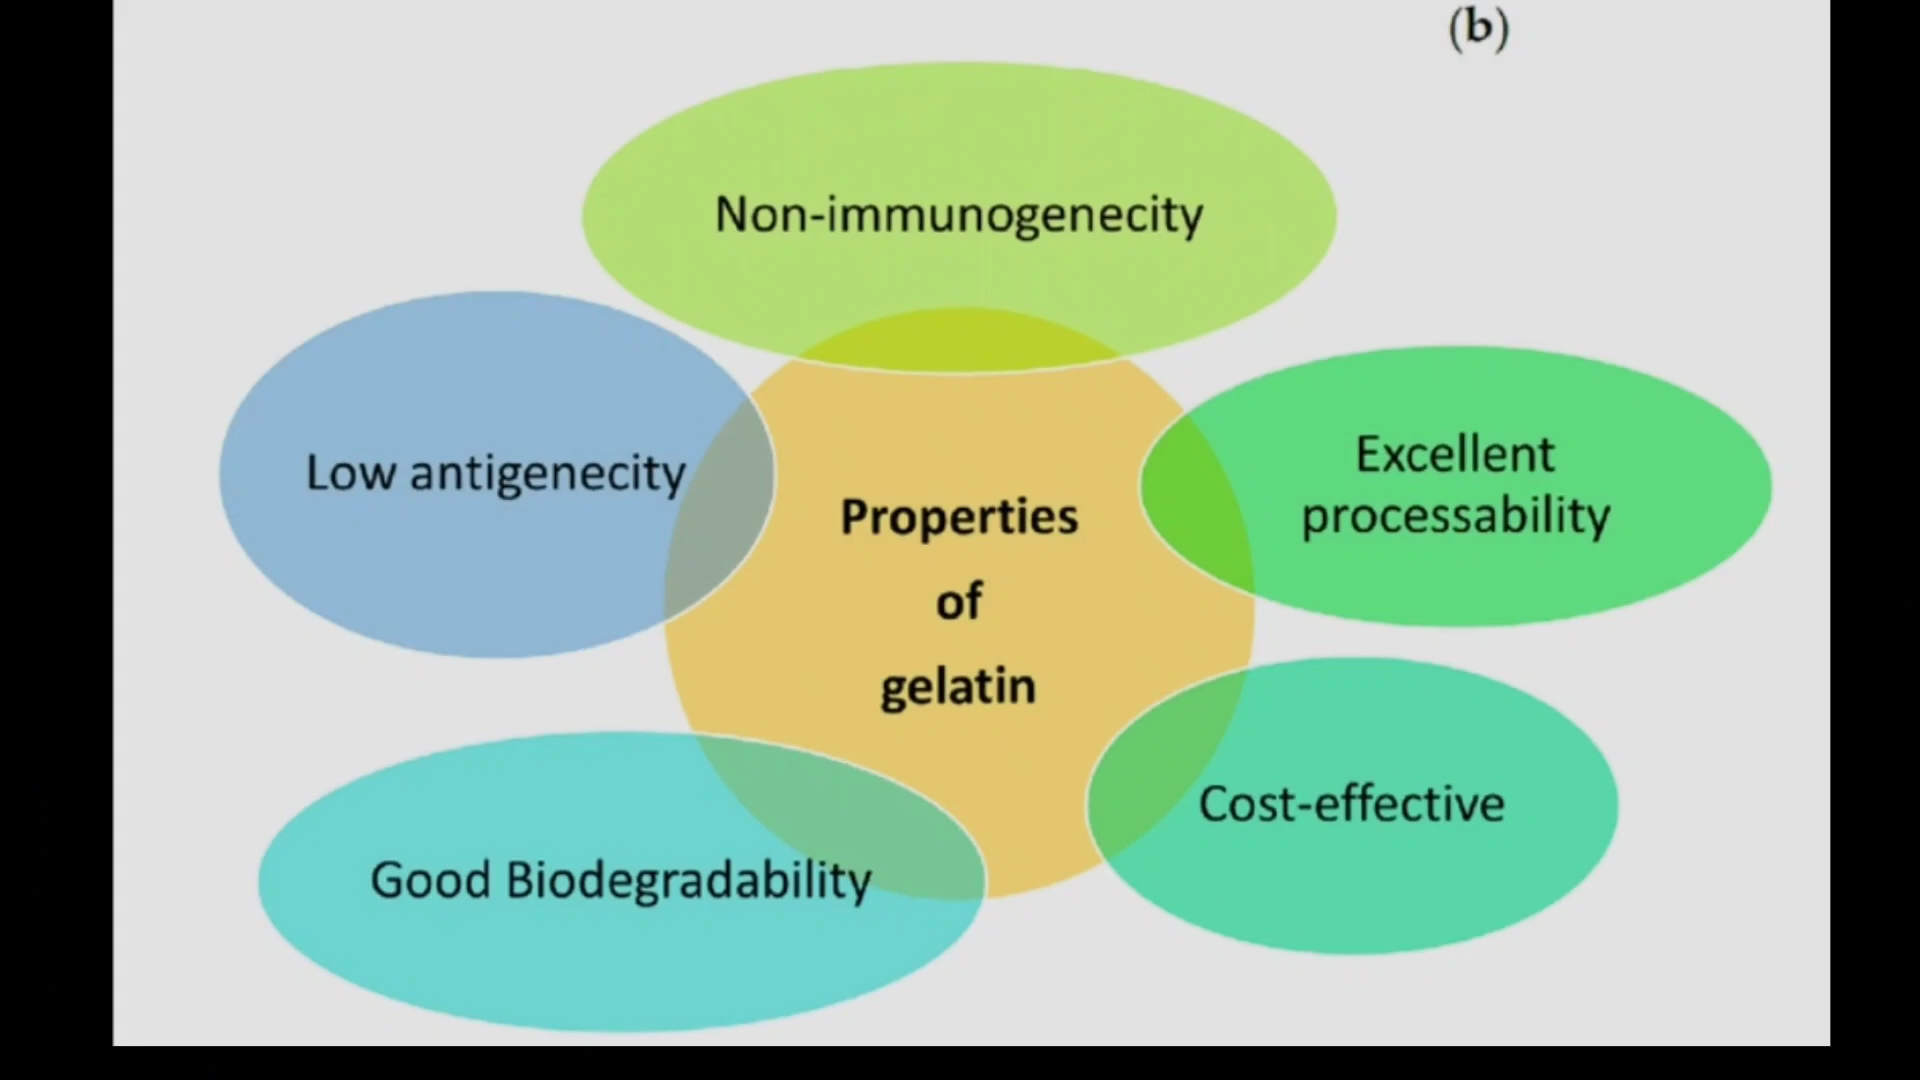 (b)
Non-immunogenecity
Low antigenecity
Excellent
processability
Properties
of
gelatin
Cost-effective
Good Biodegradability